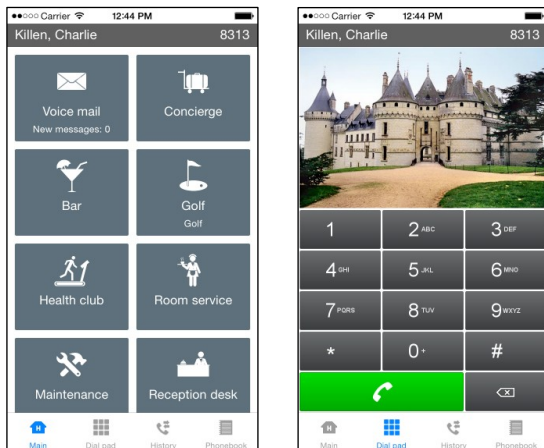 Carrier 12:44 PM
Killen, Charlie 8313
Voice mail
New messages: 0
Concierge
Bar
Golf
Golf
Health club
Room service
Maintenance
Reception desk
Main Dial pad History Phonebook
Carrier 12:44 PM
Killen, Charlie 8313
1 2 ABC 3 DEF
4 GHI 5 JKL 6 MNO
7 PQRS 8 TUV 9 WXYZ
* 0 + #
Main Dial pad History Phonebook